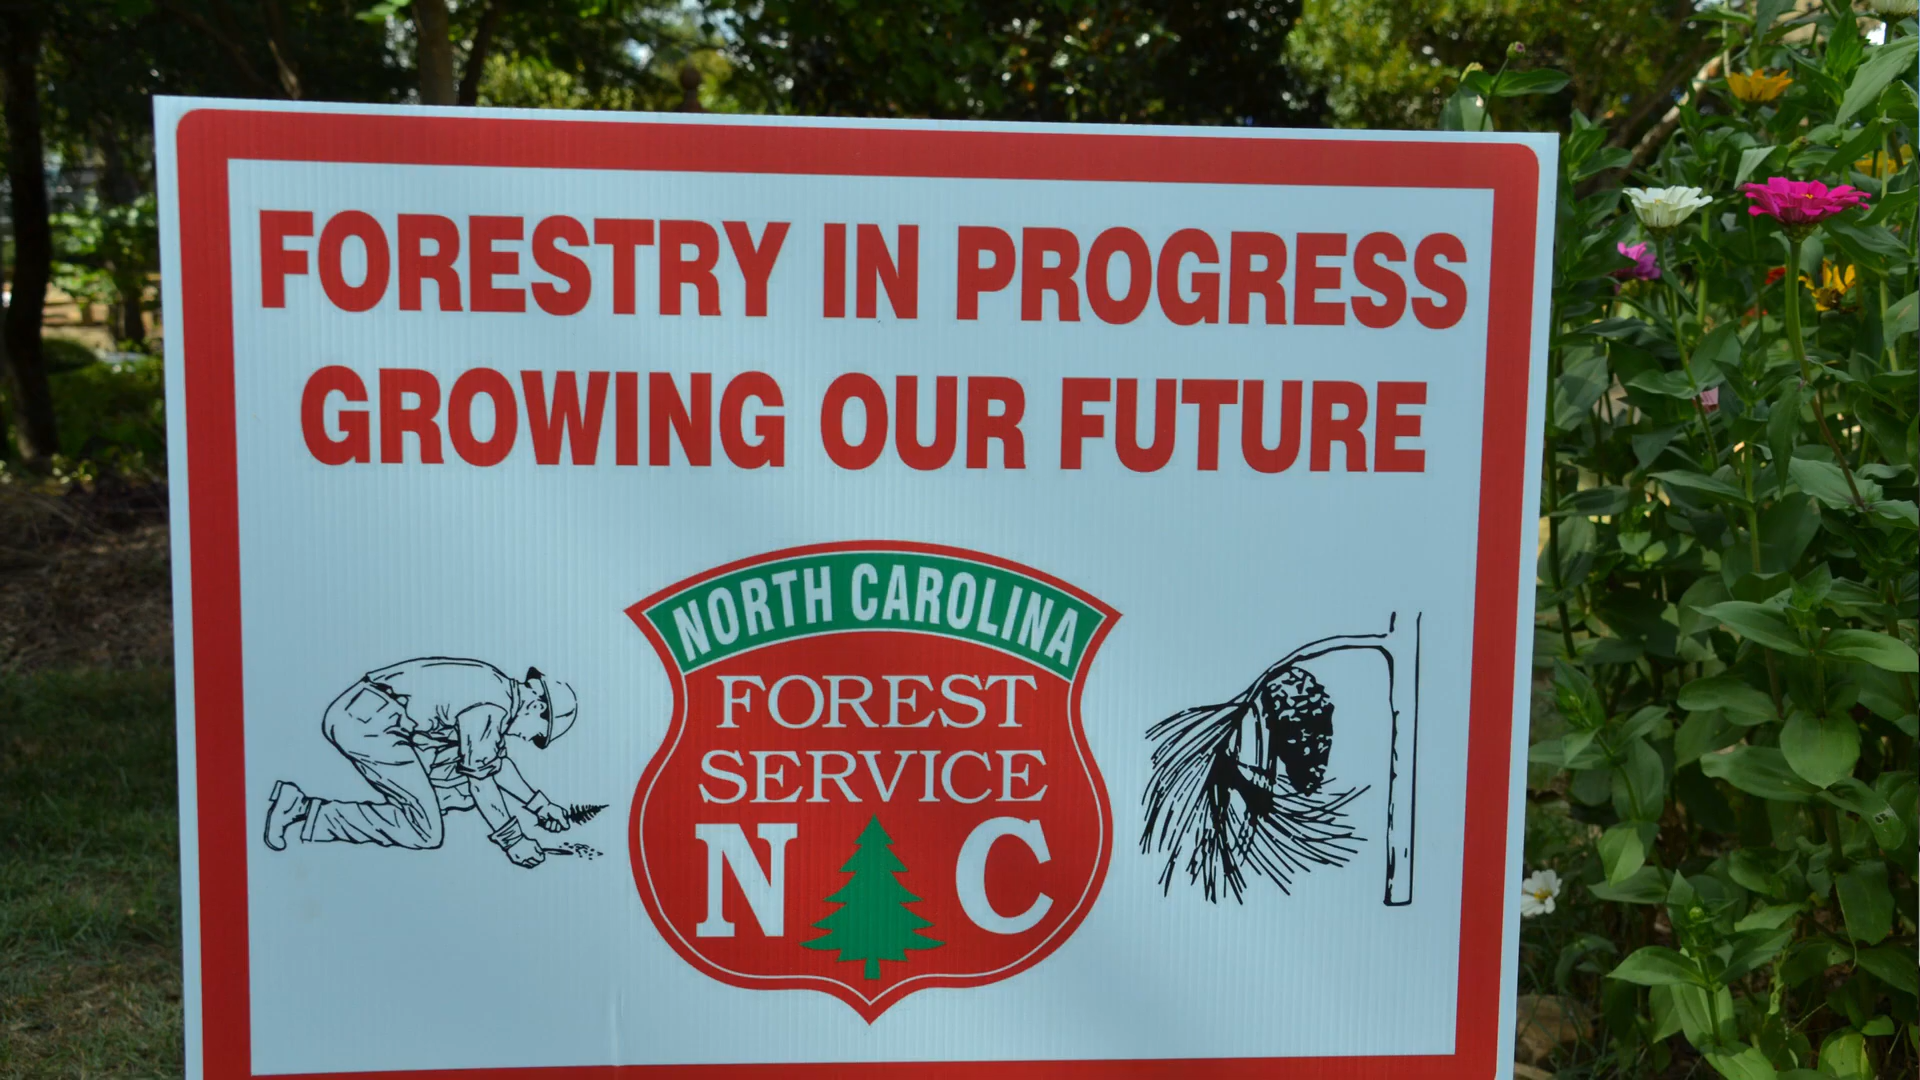 FORESTRY IN PROGRESS
GROWING OUR FUTURE
NORTH CAROLINA
FOREST
SERVICE
N C